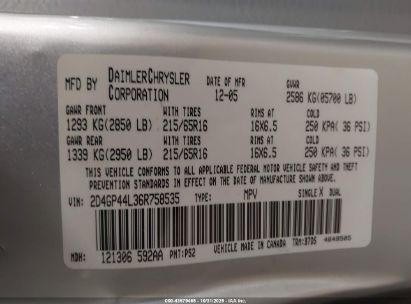 MFD BY DAIMLERCHRYSLER CORPORATION DATE OF MFR 12-05 GVWR 2586 KG(05700 LB)
GAWR FRONT WITH TIRES RIMS AT COLD
1293 KG(2850 LB) 215/65R16 16X6.5 250 KPA( 36 PSI)
GAWR REAR WITH TIRES RIMS AT COLD
1339 KG(2950 LB) 215/65R16 16X6.5 250 KPA( 36 PSI)
THIS VEHICLE CONFORMS TO ALL APPLICABLE FEDERAL MOTOR VEHICLE SAFETY AND THEFT
PREVENTION STANDARDS IN EFFECT ON THE DATE OF MANUFACTURE SHOWN ABOVE.
VIN: 2D4GP44L36R758535 TYPE: MPV SINGLE X DUAL
MDH: 121306 592AA PNT:PS2 VEHICLE MADE IN CANADA TRM:B7DS 4648505